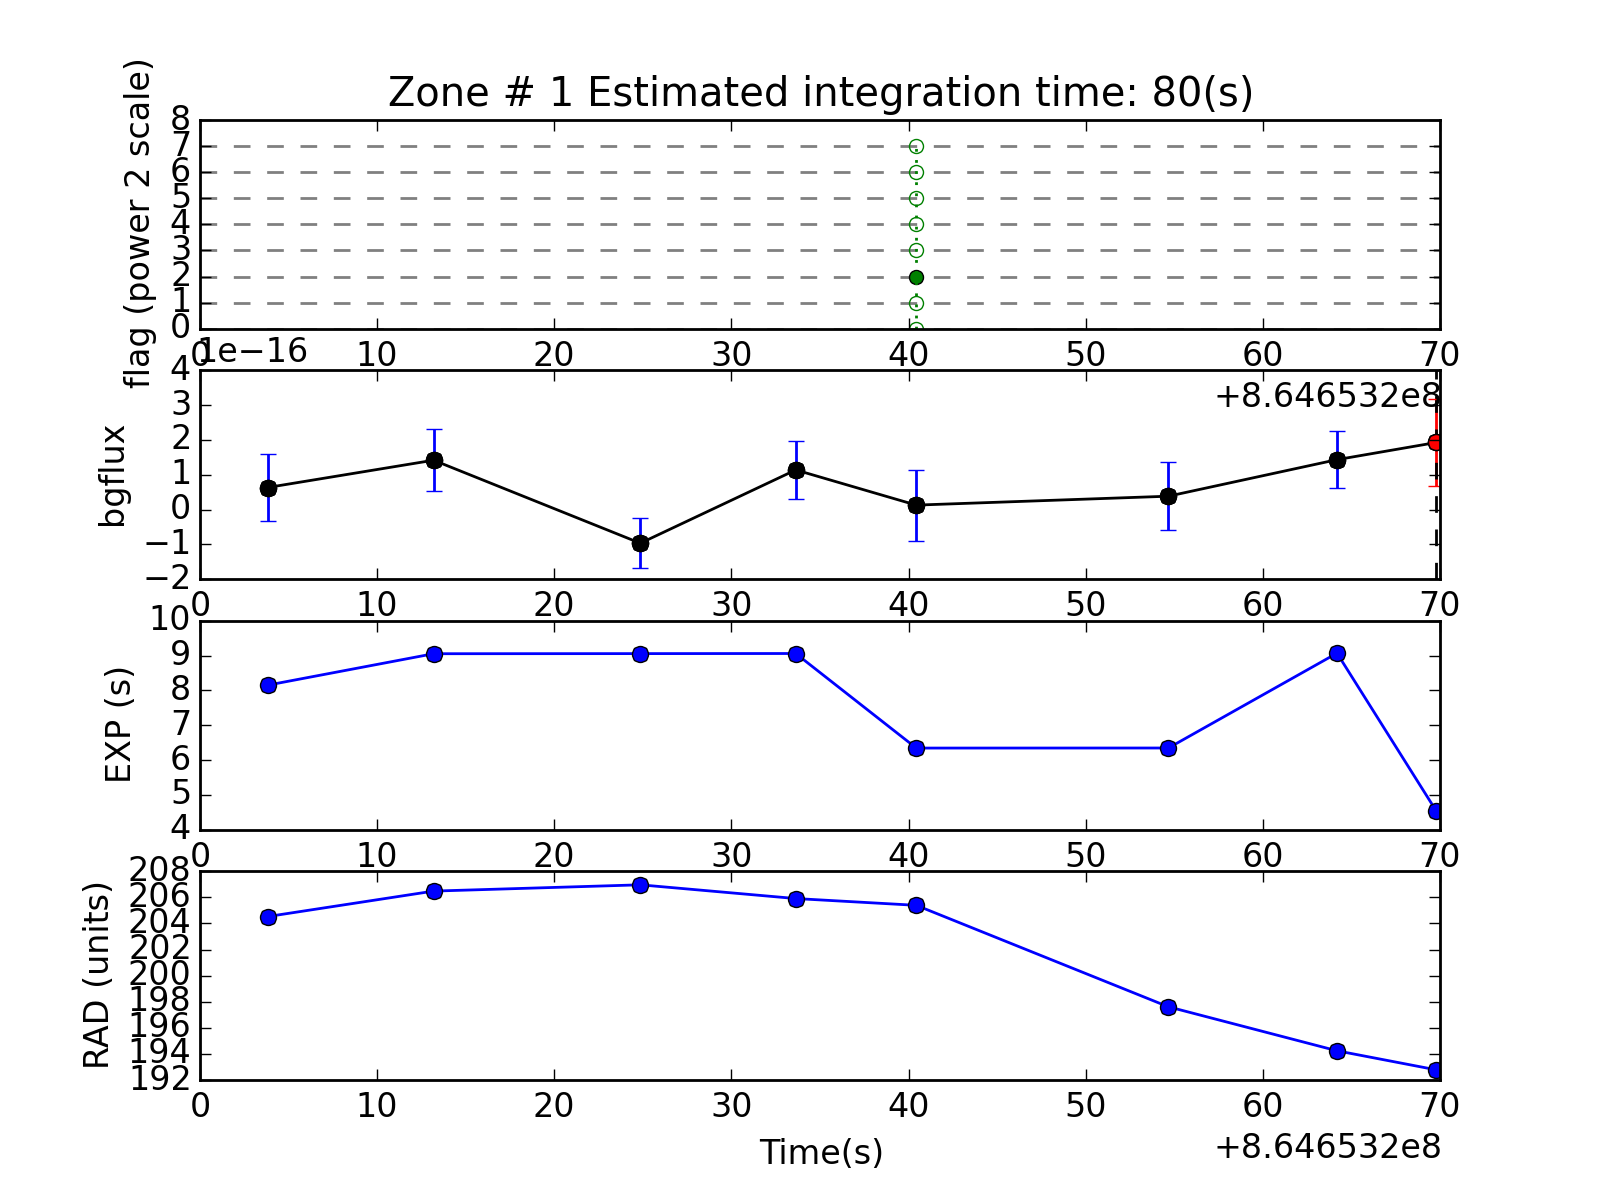 Zone # 1 Estimated integration time: 80(s)
flag (power 2 scale)
8
7
6
5
4
3
2
1
0
0 10 20 30 40 50 60 70
1e−16
+8.646532e8
bgflux
4
3
2
1
0
−1
−2
0 10 20 30 40 50 60 70
EXP (s)
10
9
8
7
6
5
4
0 10 20 30 40 50 60 70
RAD (units)
208
206
204
202
200
198
196
194
192
0 10 20 30 40 50 60 70
Time(s)
+8.646532e8